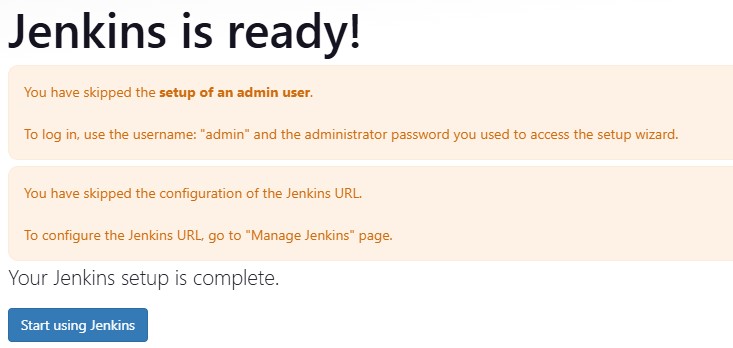 Jenkins is ready!
You have skipped the setup of an admin user.
To log in, use the username: "admin" and the administrator password you used to access the setup wizard.
You have skipped the configuration of the Jenkins URL.
To configure the Jenkins URL, go to "Manage Jenkins" page.
Your Jenkins setup is complete.
Start using Jenkins